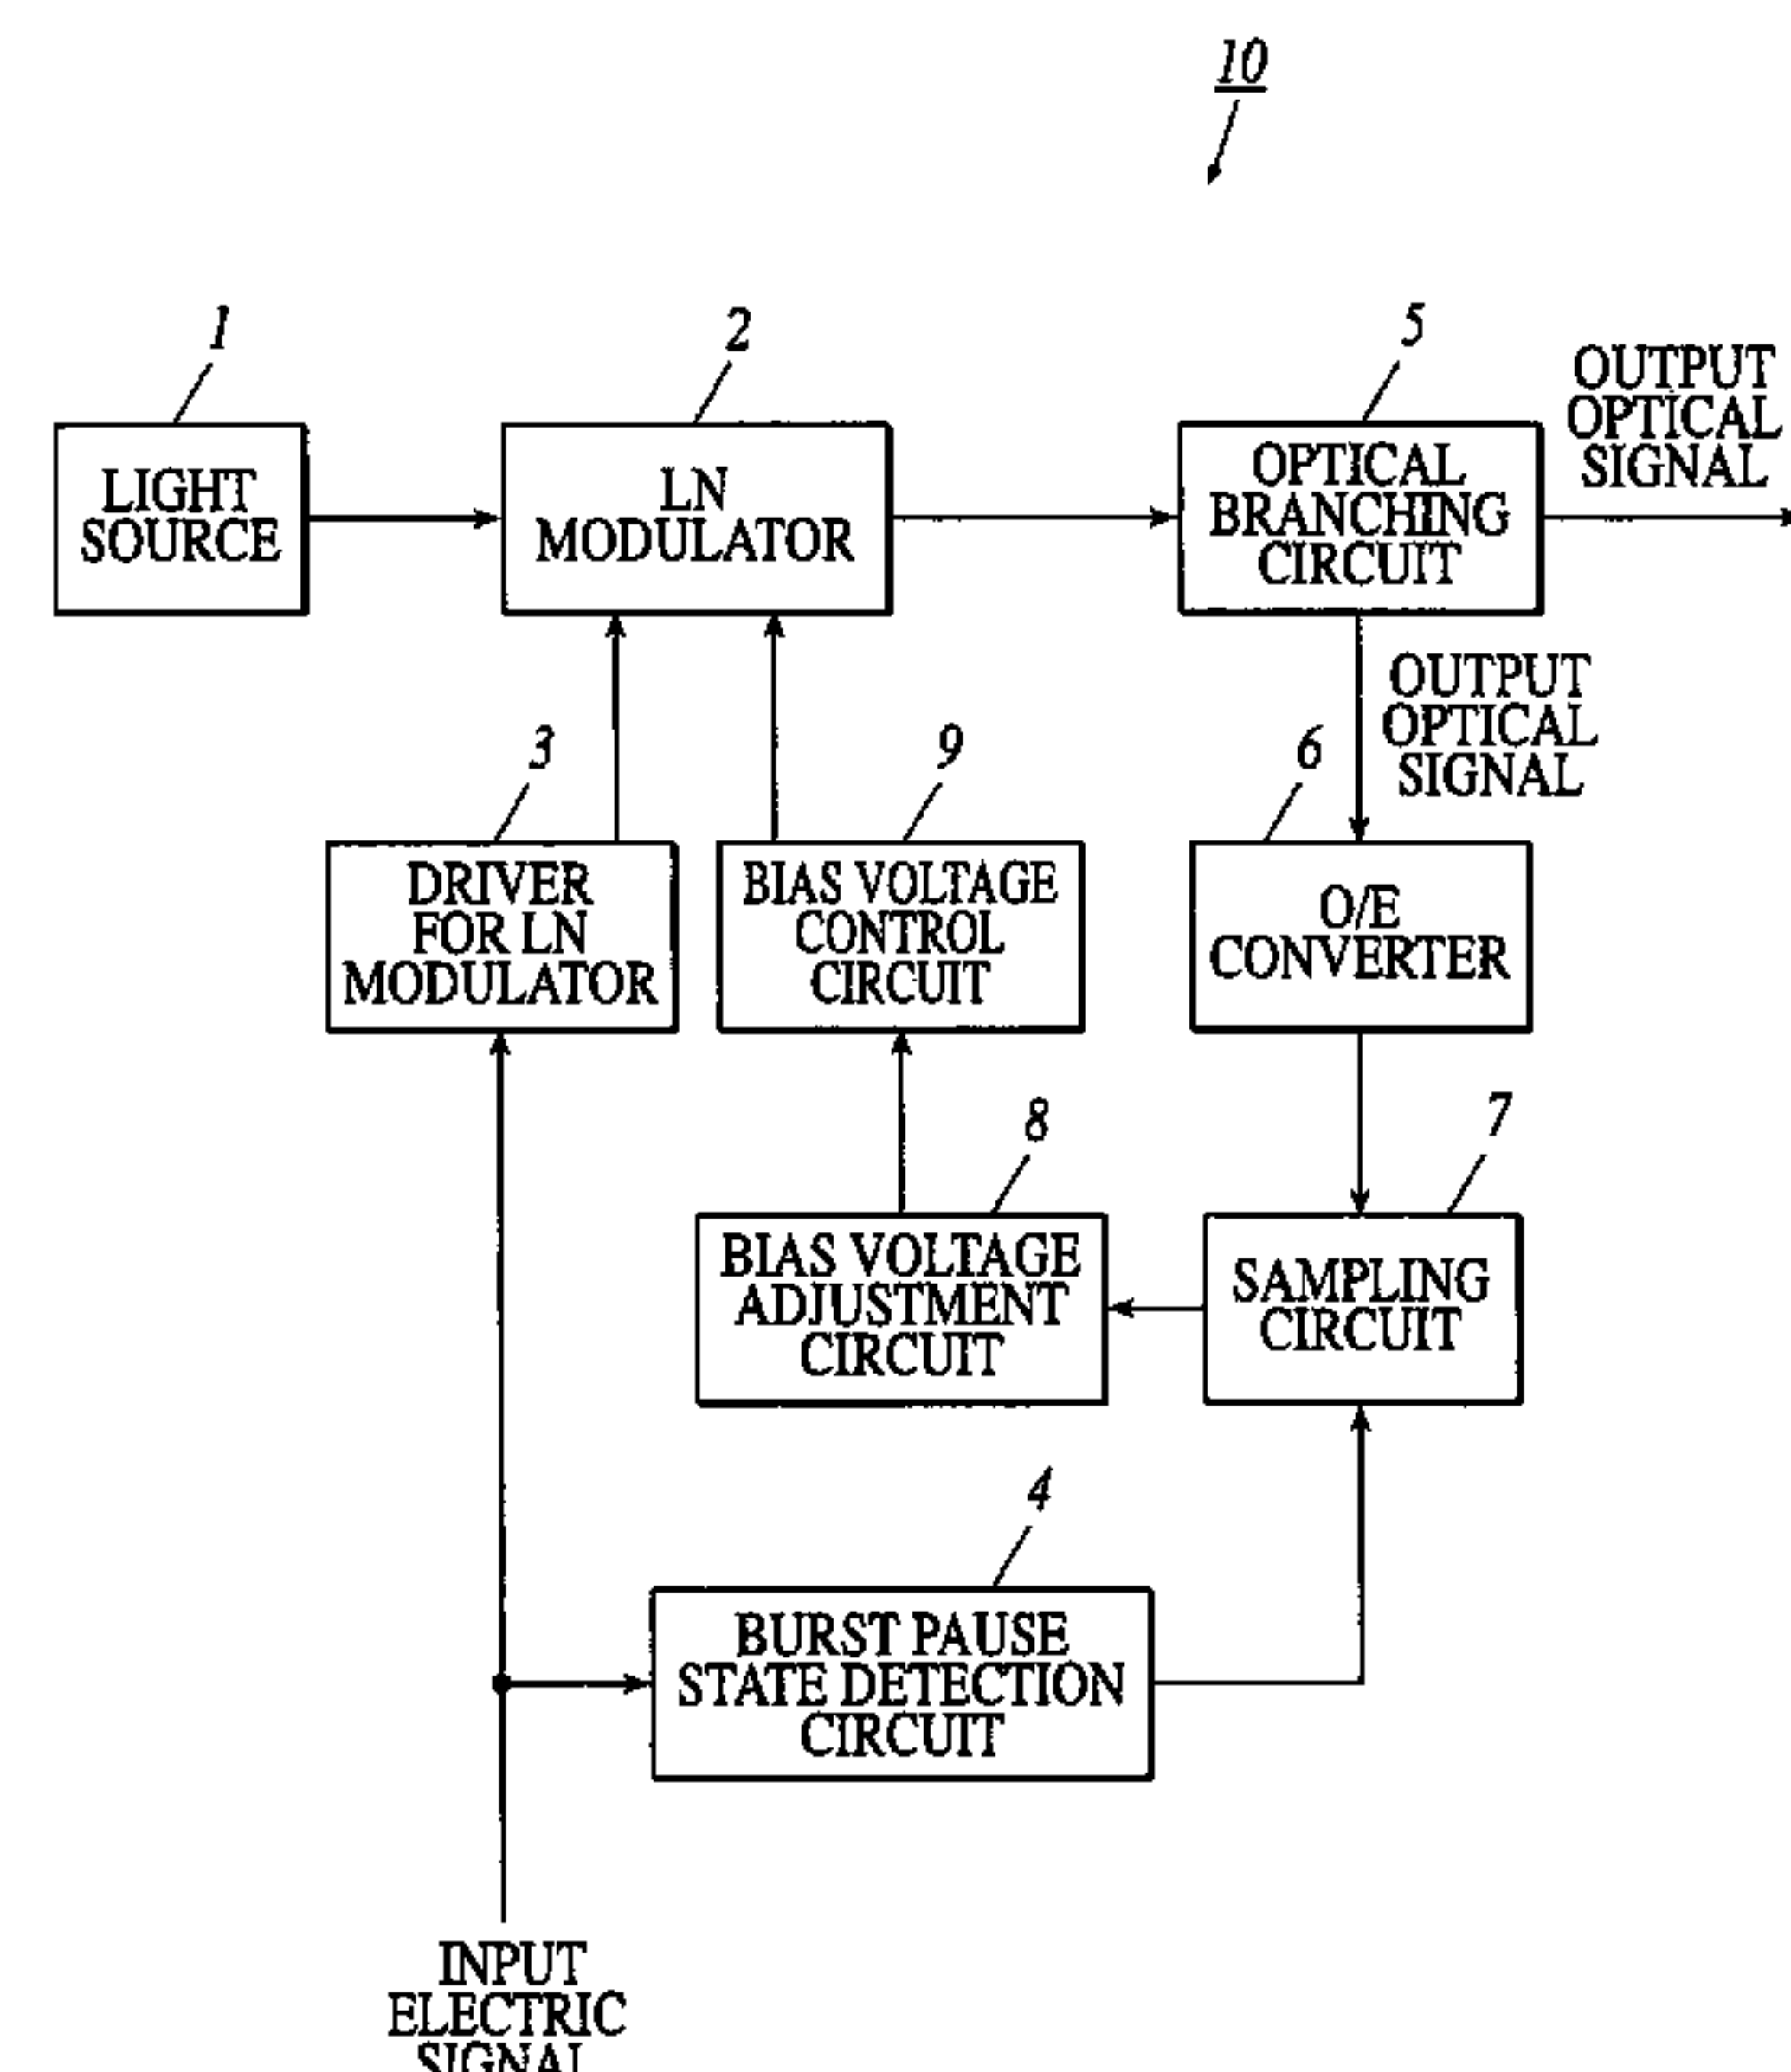 10
1
2
5
LIGHT
SOURCE
LN
MODULATOR
OPTICAL
BRANCHING
CIRCUIT
OUTPUT
OPTICAL
SIGNAL
OUTPUT
OPTICAL
SIGNAL
3
9
6
DRIVER
FOR LN
MODULATOR
BIAS VOLTAGE
CONTROL
CIRCUIT
O/E
CONVERTER
8
7
BIAS VOLTAGE
ADJUSTMENT
CIRCUIT
SAMPLING
CIRCUIT
4
BURST PAUSE
STATE DETECTION
CIRCUIT
INPUT
ELECTRIC
SIGNAL